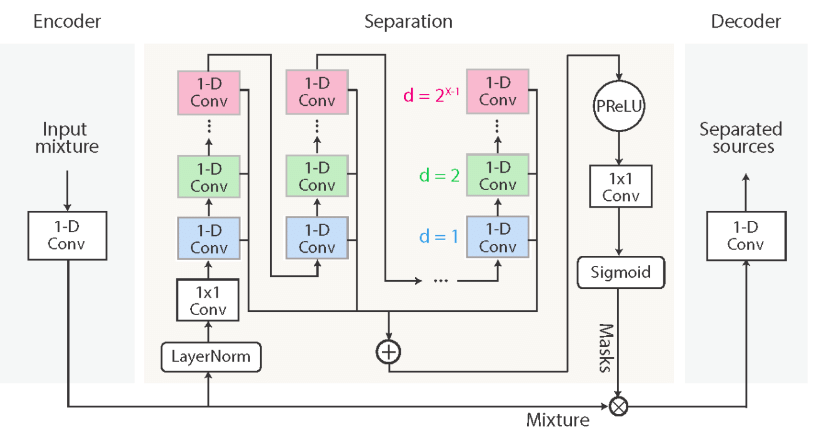 Encoder
Separation
Decoder
Input
mixture
1-D
Conv
1-D
Conv
...
1-D
Conv
1-D
Conv
1x1
Conv
LayerNorm
1-D
Conv
...
1-D
Conv
1-D
Conv
...
d = 2^X-1
1-D
Conv
...
d = 2
1-D
Conv
d = 1
1-D
Conv
PReLU
1x1
Conv
Sigmoid
Masks
Mixture
Separated
sources
1-D
Conv